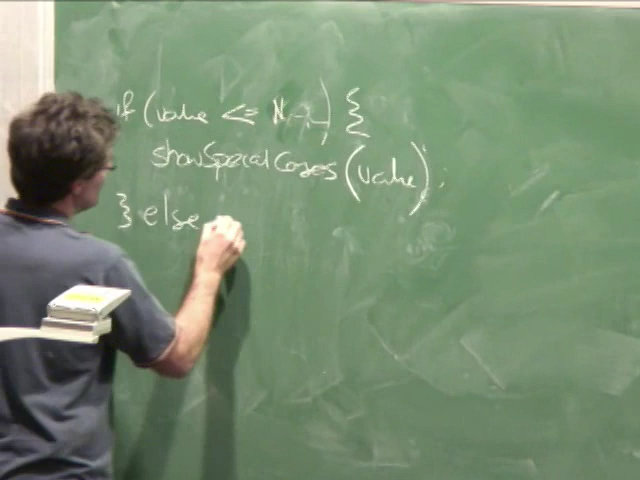 if (value <= N-1) {
showSpecialCases(value);
} else